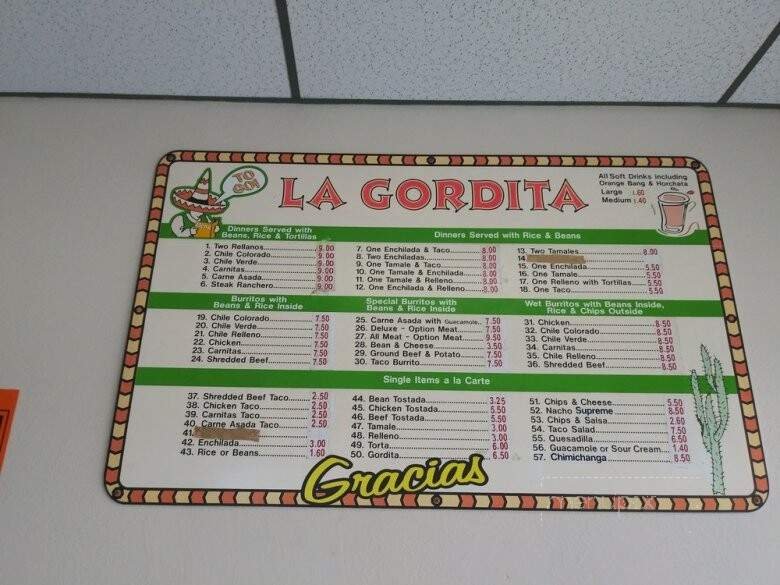 TO GO!
LA GORDITA
All Soft Drinks Including
Orange Bang & Horchata
Large 1.60
Medium 1.40
Dinners Served with
Beans, Rice & Tortillas
1. Two Rellanos 9.00
2. Chile Colorado 9.00
3. Chile Verde 9.00
4. Carnitas 9.00
5. Carne Asada 9.00
6. Steak Ranchero 9.00
Dinners Served with Rice & Beans
7. One Enchilada & Taco 8.00
8. Two Enchiladas 8.00
9. One Tamale & Taco 8.00
10. One Tamale & Enchilada 8.00
11. One Tamale & Relleno 8.00
12. One Enchilada & Relleno 8.00
13. Two Tamales 8.00
14.
15. One Enchilada 5.50
16. One Tamale 5.50
17. One Relleno with Tortillas 5.50
18. One Taco 5.50
Burritos with
Beans & Rice Inside
19. Chile Colorado 7.50
20. Chile Verde 7.50
21. Chile Relleno 7.50
22. Chicken 7.50
23. Carnitas 7.50
24. Shredded Beef 7.50
Special Burritos with
Beans & Rice Inside
25. Carne Asada with Guacamole 7.50
26. Deluxe - Option Meat 7.50
27. All Meat - Option Meat 9.50
28. Bean & Cheese 3.50
29. Ground Beef & Potato 7.50
30. Taco Burrito 7.50
Wet Burritos with Beans Inside,
Rice & Chips Outside
31. Chicken 8.50
32. Chile Colorado 8.50
33. Chile Verde 8.50
34. Carnitas 8.50
35. Chile Relleno 8.50
36. Shredded Beef 8.50
Single Items a la Carte
37. Shredded Beef Taco 2.50
38. Chicken Taco 2.50
39. Carnitas Taco 2.50
40. Carne Asada Taco 2.50
41.
42. Enchilada 3.00
43. Rice or Beans 1.60
44. Bean Tostada 3.25
45. Chicken Tostada 5.50
46. Beef Tostada 5.50
47. Tamale 3.00
48. Relleno 3.00
49. Torta 6.00
50. Gordita 6.50
51. Chips & Cheese 5.50
52. Nacho Supreme 8.50
53. Chips & Salsa 2.60
54. Taco Salad 7.50
55. Quesadilla 6.50
56. Guacamole or Sour Cream 1.40
57. Chimichanga 8.50
Gracias